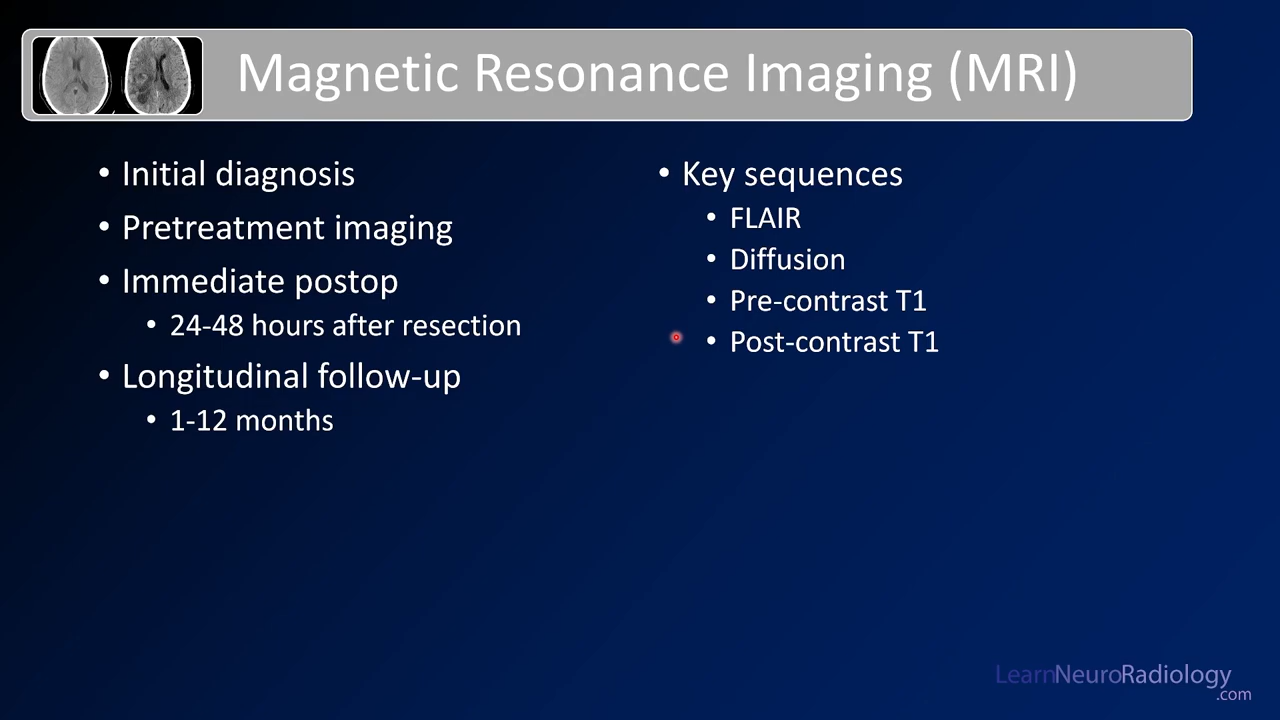 Magnetic Resonance Imaging (MRI)
• Initial diagnosis
• Pretreatment imaging
• Immediate postop
• 24-48 hours after resection
• Longitudinal follow-up
• 1-12 months
• Key sequences
• FLAIR
• Diffusion
• Pre-contrast T1
• Post-contrast T1
LearnNeuroRadiology
.com